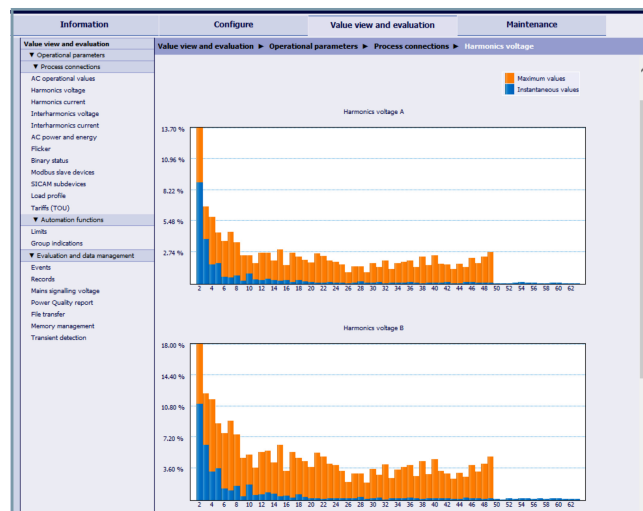 Information Configure Value view and evaluation Maintenance
Value view and evaluation ► Operational parameters ► Process connections ► Harmonics voltage
Value view and evaluation
▼ Operational parameters
▼ Process connections
AC operational values
Harmonics voltage
Harmonics current
Interharmonics voltage
Interharmonics current
AC power and energy
Flicker
Binary status
Modbus slave devices
SICAM subdevices
Load profile
Tariffs (TOU)
▼ Automation functions
Limits
Group indications
▼ Evaluation and data management
Events
Records
Mains signalling voltage
Power Quality report
File transfer
Memory management
Transient detection
Maximum values
Instantaneous values
Harmonics voltage A
13.70 %
10.96 %
8.22 %
5.48 %
2.74 %
2 4 6 8 10 12 14 16 18 20 22 24 26 28 30 32 34 36 38 40 42 44 46 48 50 52 54 56 58 60 62
Harmonics voltage B
18.00 %
14.40 %
10.80 %
7.20 %
3.60 %
2 4 6 8 10 12 14 16 18 20 22 24 26 28 30 32 34 36 38 40 42 44 46 48 50 52 54 56 58 60 62